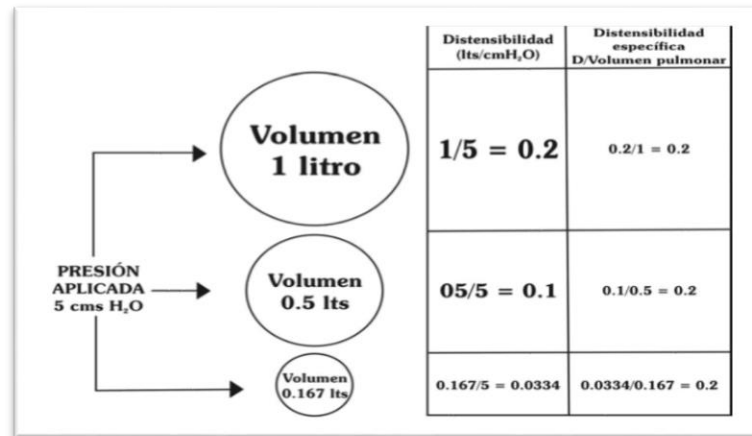 Distensibilidad
(lts/cmH₂O)
Distensibilidad
específica
D/Volumen pulmonar
Volumen
1 litro
1/5 = 0.2
0.2/1 = 0.2
PRESIÓN
APLICADA
5 cms H₂O
Volumen
0.5 lts
05/5 = 0.1
0.1/0.5 = 0.2
Volumen
0.167 lts
0.167/5 = 0.0334
0.0334/0.167 = 0.2